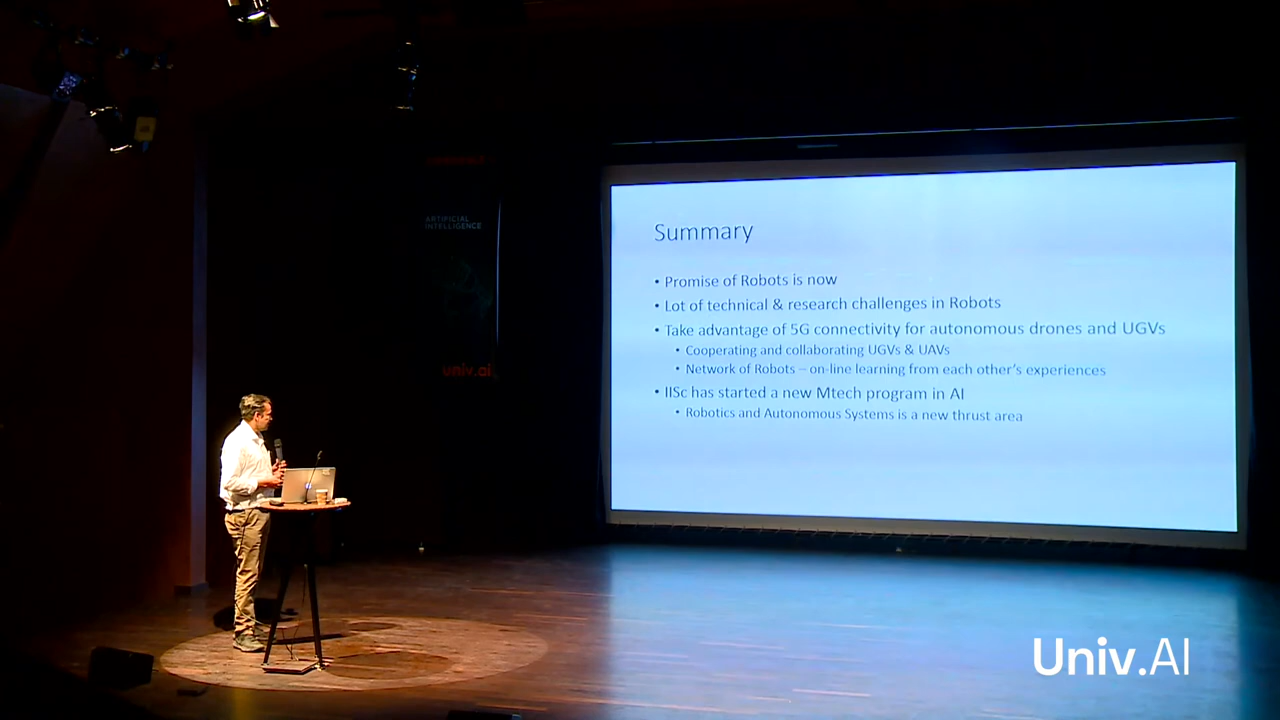 ARTIFICIAL
INTELLIGENCE
univ.ai
Summary
• Promise of Robots is now
• Lot of technical & research challenges in Robots
• Take advantage of 5G connectivity for autonomous drones and UGVs
• Cooperating and collaborating UGVs & UAVs
• Network of Robots – on-line learning from each other's experiences
• IISc has started a new Mtech program in AI
• Robotics and Autonomous Systems is a new thrust area
Univ.AI